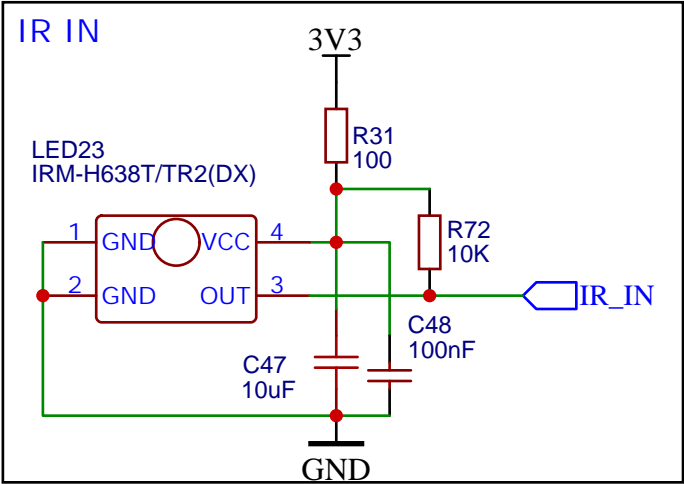 IR IN
3V3
R31
100
LED23
IRM-H638T/TR2(DX)
1 GND VCC 4
2 GND OUT 3
R72
10K
IR_IN
C48
100nF
C47
10uF
GND